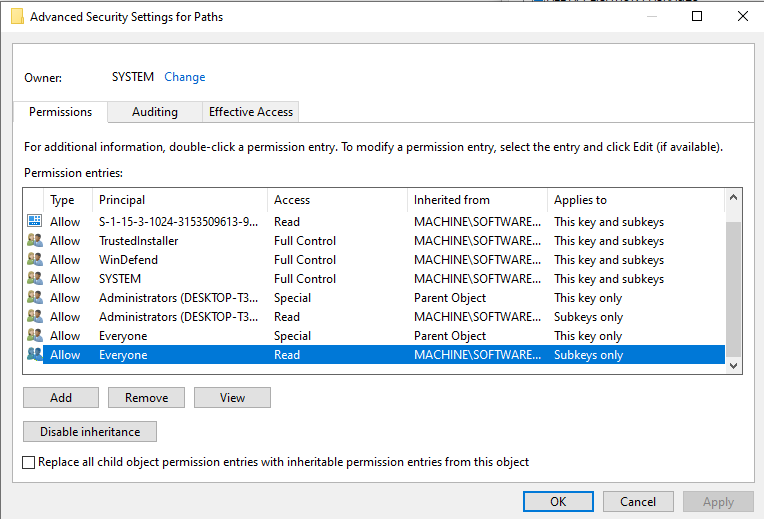 Advanced Security Settings for Paths
Owner: SYSTEM Change
Permissions Auditing Effective Access
For additional information, double-click a permission entry. To modify a permission entry, select the entry and click Edit (if available).
Permission entries:
Type Principal Access Inherited from Applies to
Allow S-1-15-3-1024-3153509613-9... Read MACHINE\SOFTWARE... This key and subkeys
Allow TrustedInstaller Full Control MACHINE\SOFTWARE... This key and subkeys
Allow WinDefend Full Control MACHINE\SOFTWARE... This key and subkeys
Allow SYSTEM Full Control MACHINE\SOFTWARE... This key and subkeys
Allow Administrators (DESKTOP-T3... Special Parent Object This key only
Allow Administrators (DESKTOP-T3... Read MACHINE\SOFTWARE... Subkeys only
Allow Everyone Special Parent Object This key only
Allow Everyone Read MACHINE\SOFTWARE... Subkeys only
Add Remove View
Disable inheritance
Replace all child object permission entries with inheritable permission entries from this object
OK Cancel Apply